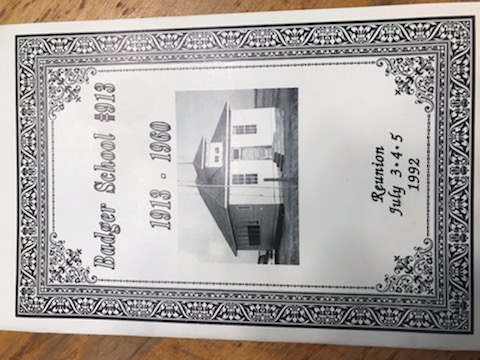 Badger School #913
1913 - 1960
Reunion
July 3·4·5
1992